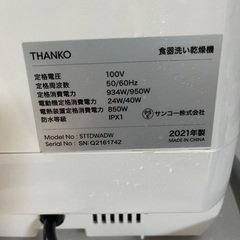 THANKO 食器洗い乾燥機
定格電圧 100V
定格周波数 50/60Hz
定格消費電力 934W/950W
電動機定格消費電力 24W/40W
電熱装置定格消費電力 850W
防水等級 IPX1
サンコー株式会社
Model No.: STTDWADW
Serial No.: SN-Q2161742
2021年製
MADE IN CHINA